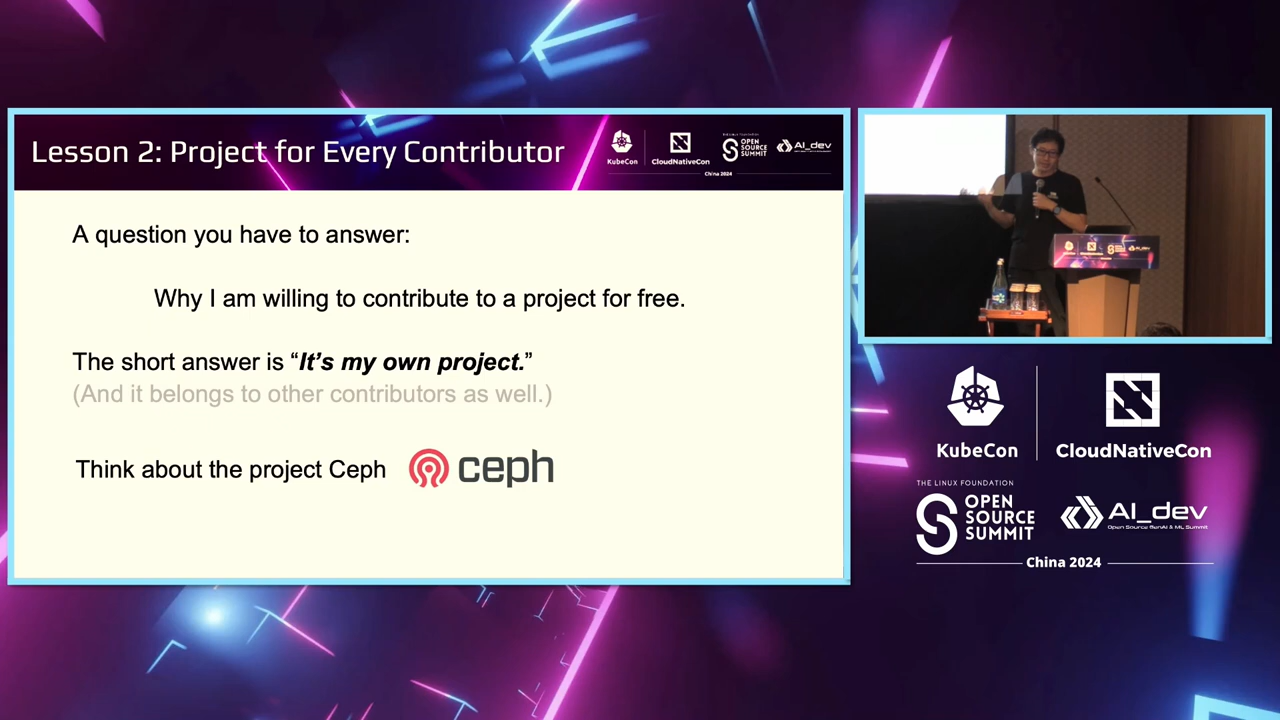 Lesson 2: Project for Every Contributor
KubeCon
CloudNativeCon
THE LINUX FOUNDATION
OPEN
SOURCE
SUMMIT
AI_dev
China 2024
A question you have to answer:
Why I am willing to contribute to a project for free.
The short answer is “It’s my own project.”
(And it belongs to other contributors as well.)
Think about the project Ceph
ceph
KubeCon
CloudNativeCon
THE LINUX FOUNDATION
OPEN
SOURCE
SUMMIT
AI_dev
Open Source GenAI & ML Summit
China 2024